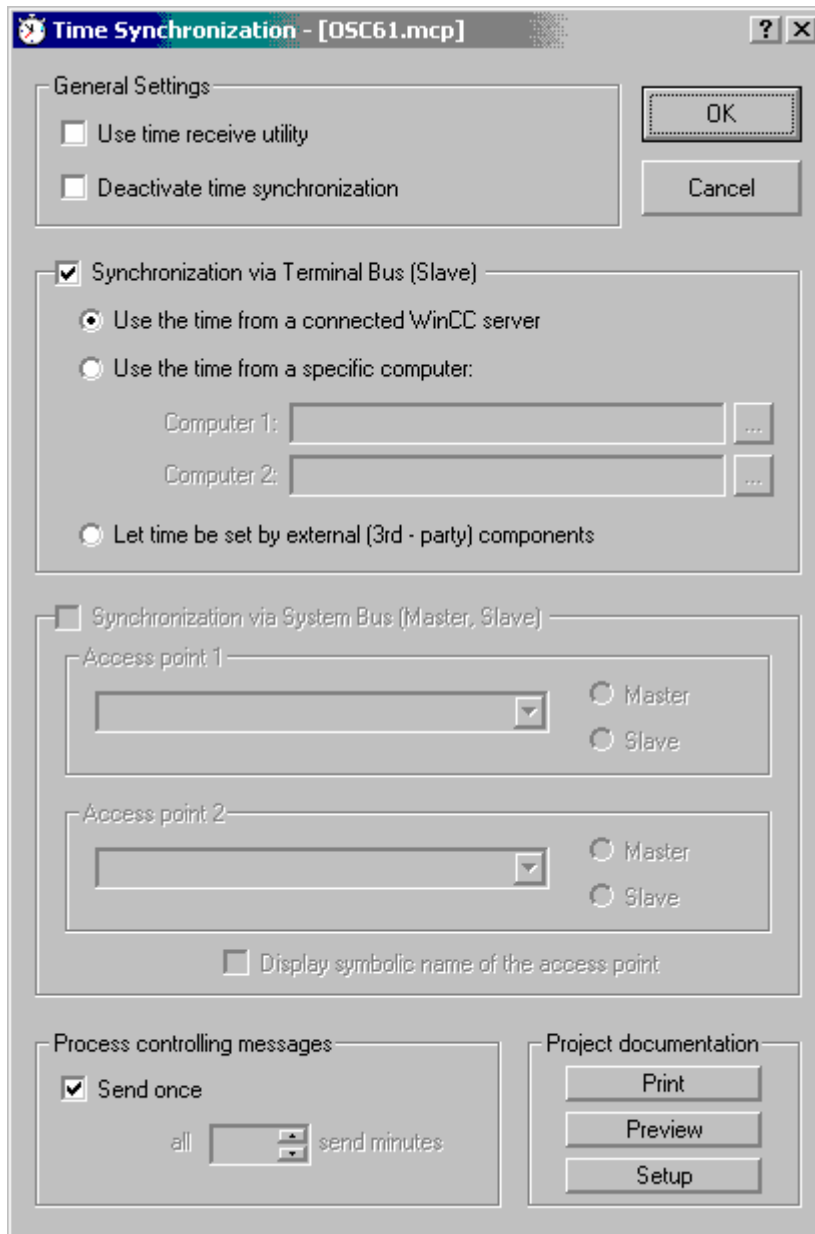 Time Synchronization - [OSC61.mcp]
General Settings
Use time receive utility
Deactivate time synchronization
OK
Cancel
Synchronization via Terminal Bus (Slave)
Use the time from a connected WinCC server
Use the time from a specific computer:
Computer 1:
...
Computer 2:
...
Let time be set by external (3rd - party) components
Synchronization via System Bus (Master, Slave)
Access point 1
Master
Slave
Access point 2
Master
Slave
Display symbolic name of the access point
Process controlling messages
Send once
all send minutes
Project documentation
Print
Preview
Setup